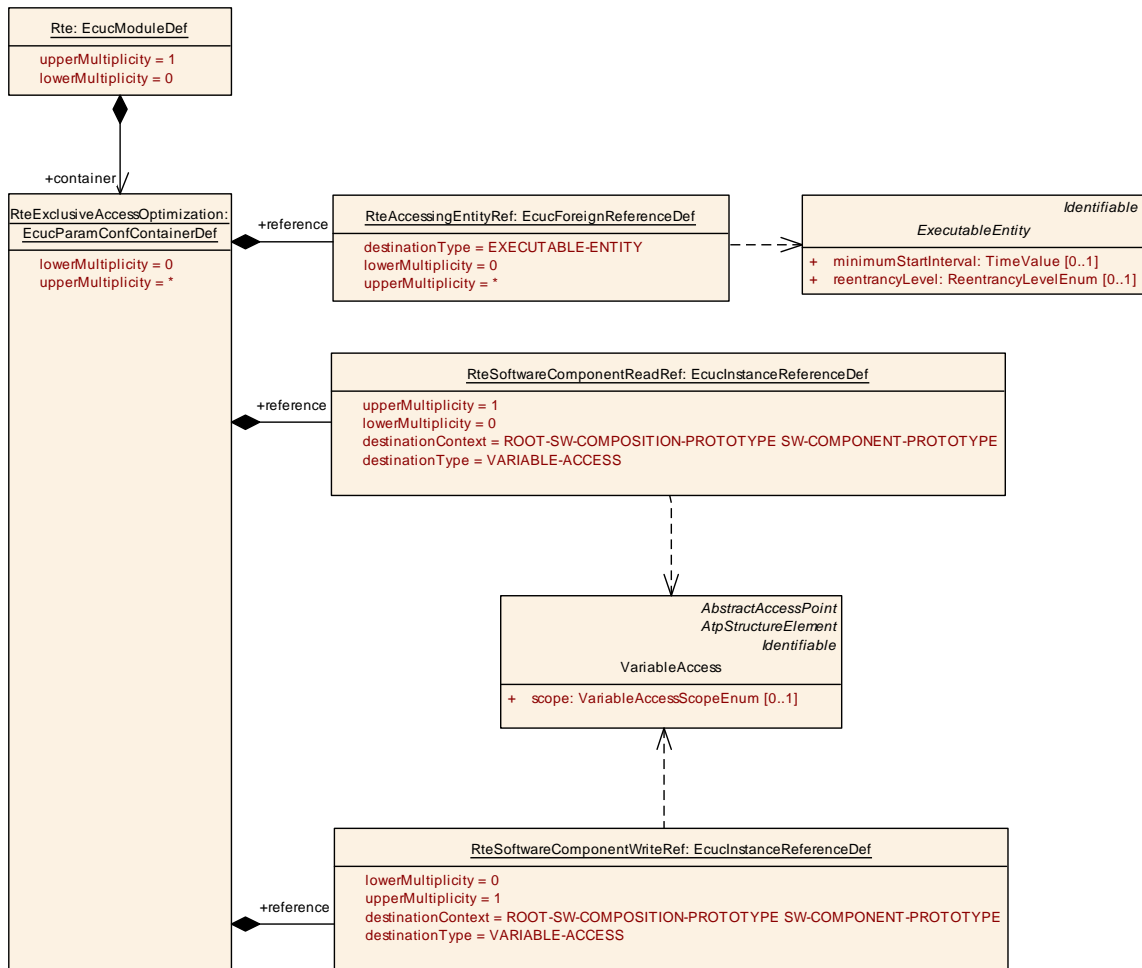 Rte: EcucModuleDef
upperMultiplicity = 1
lowerMultiplicity = 0
+container
RteExclusiveAccessOptimization:
EcucParamConfContainerDef
lowerMultiplicity = 0
upperMultiplicity = *
+reference
RteAccessingEntityRef: EcucForeignReferenceDef
destinationType = EXECUTABLE-ENTITY
lowerMultiplicity = 0
upperMultiplicity = *
Identifiable
ExecutableEntity
+ minimumStartInterval: TimeValue [0..1]
+ reentrancyLevel: ReentrancyLevelEnum [0..1]
+reference
RteSoftwareComponentReadRef: EcucInstanceReferenceDef
upperMultiplicity = 1
lowerMultiplicity = 0
destinationContext = ROOT-SW-COMPOSITION-PROTOTYPE SW-COMPONENT-PROTOTYPE
destinationType = VARIABLE-ACCESS
AbstractAccessPoint
AtpStructureElement
Identifiable
VariableAccess
+ scope: VariableAccessScopeEnum [0..1]
+reference
RteSoftwareComponentWriteRef: EcucInstanceReferenceDef
lowerMultiplicity = 0
upperMultiplicity = 1
destinationContext = ROOT-SW-COMPOSITION-PROTOTYPE SW-COMPONENT-PROTOTYPE
destinationType = VARIABLE-ACCESS